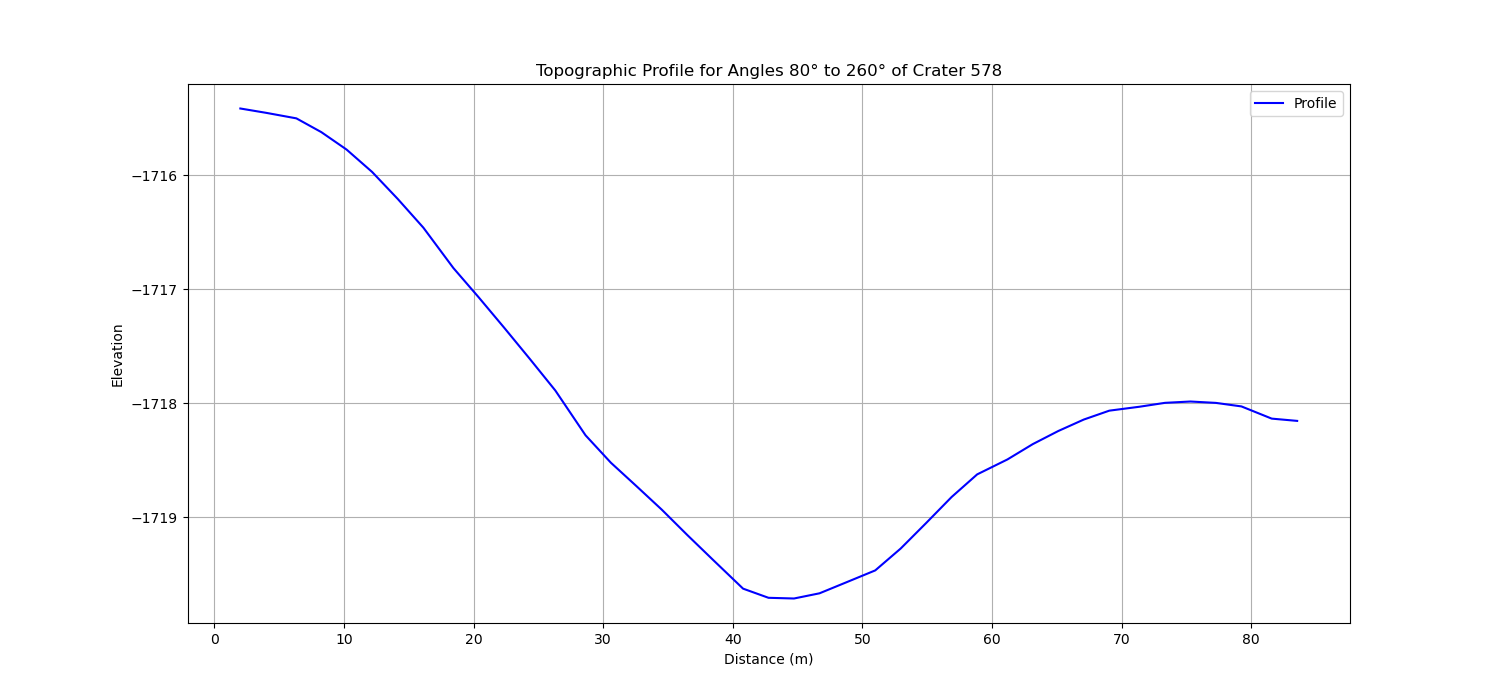 Topographic Profile for Angles 80° to 260° of Crater 578
Profile
−1716
−1717
−1718
−1719
Elevation
0 10 20 30 40 50 60 70 80
Distance (m)